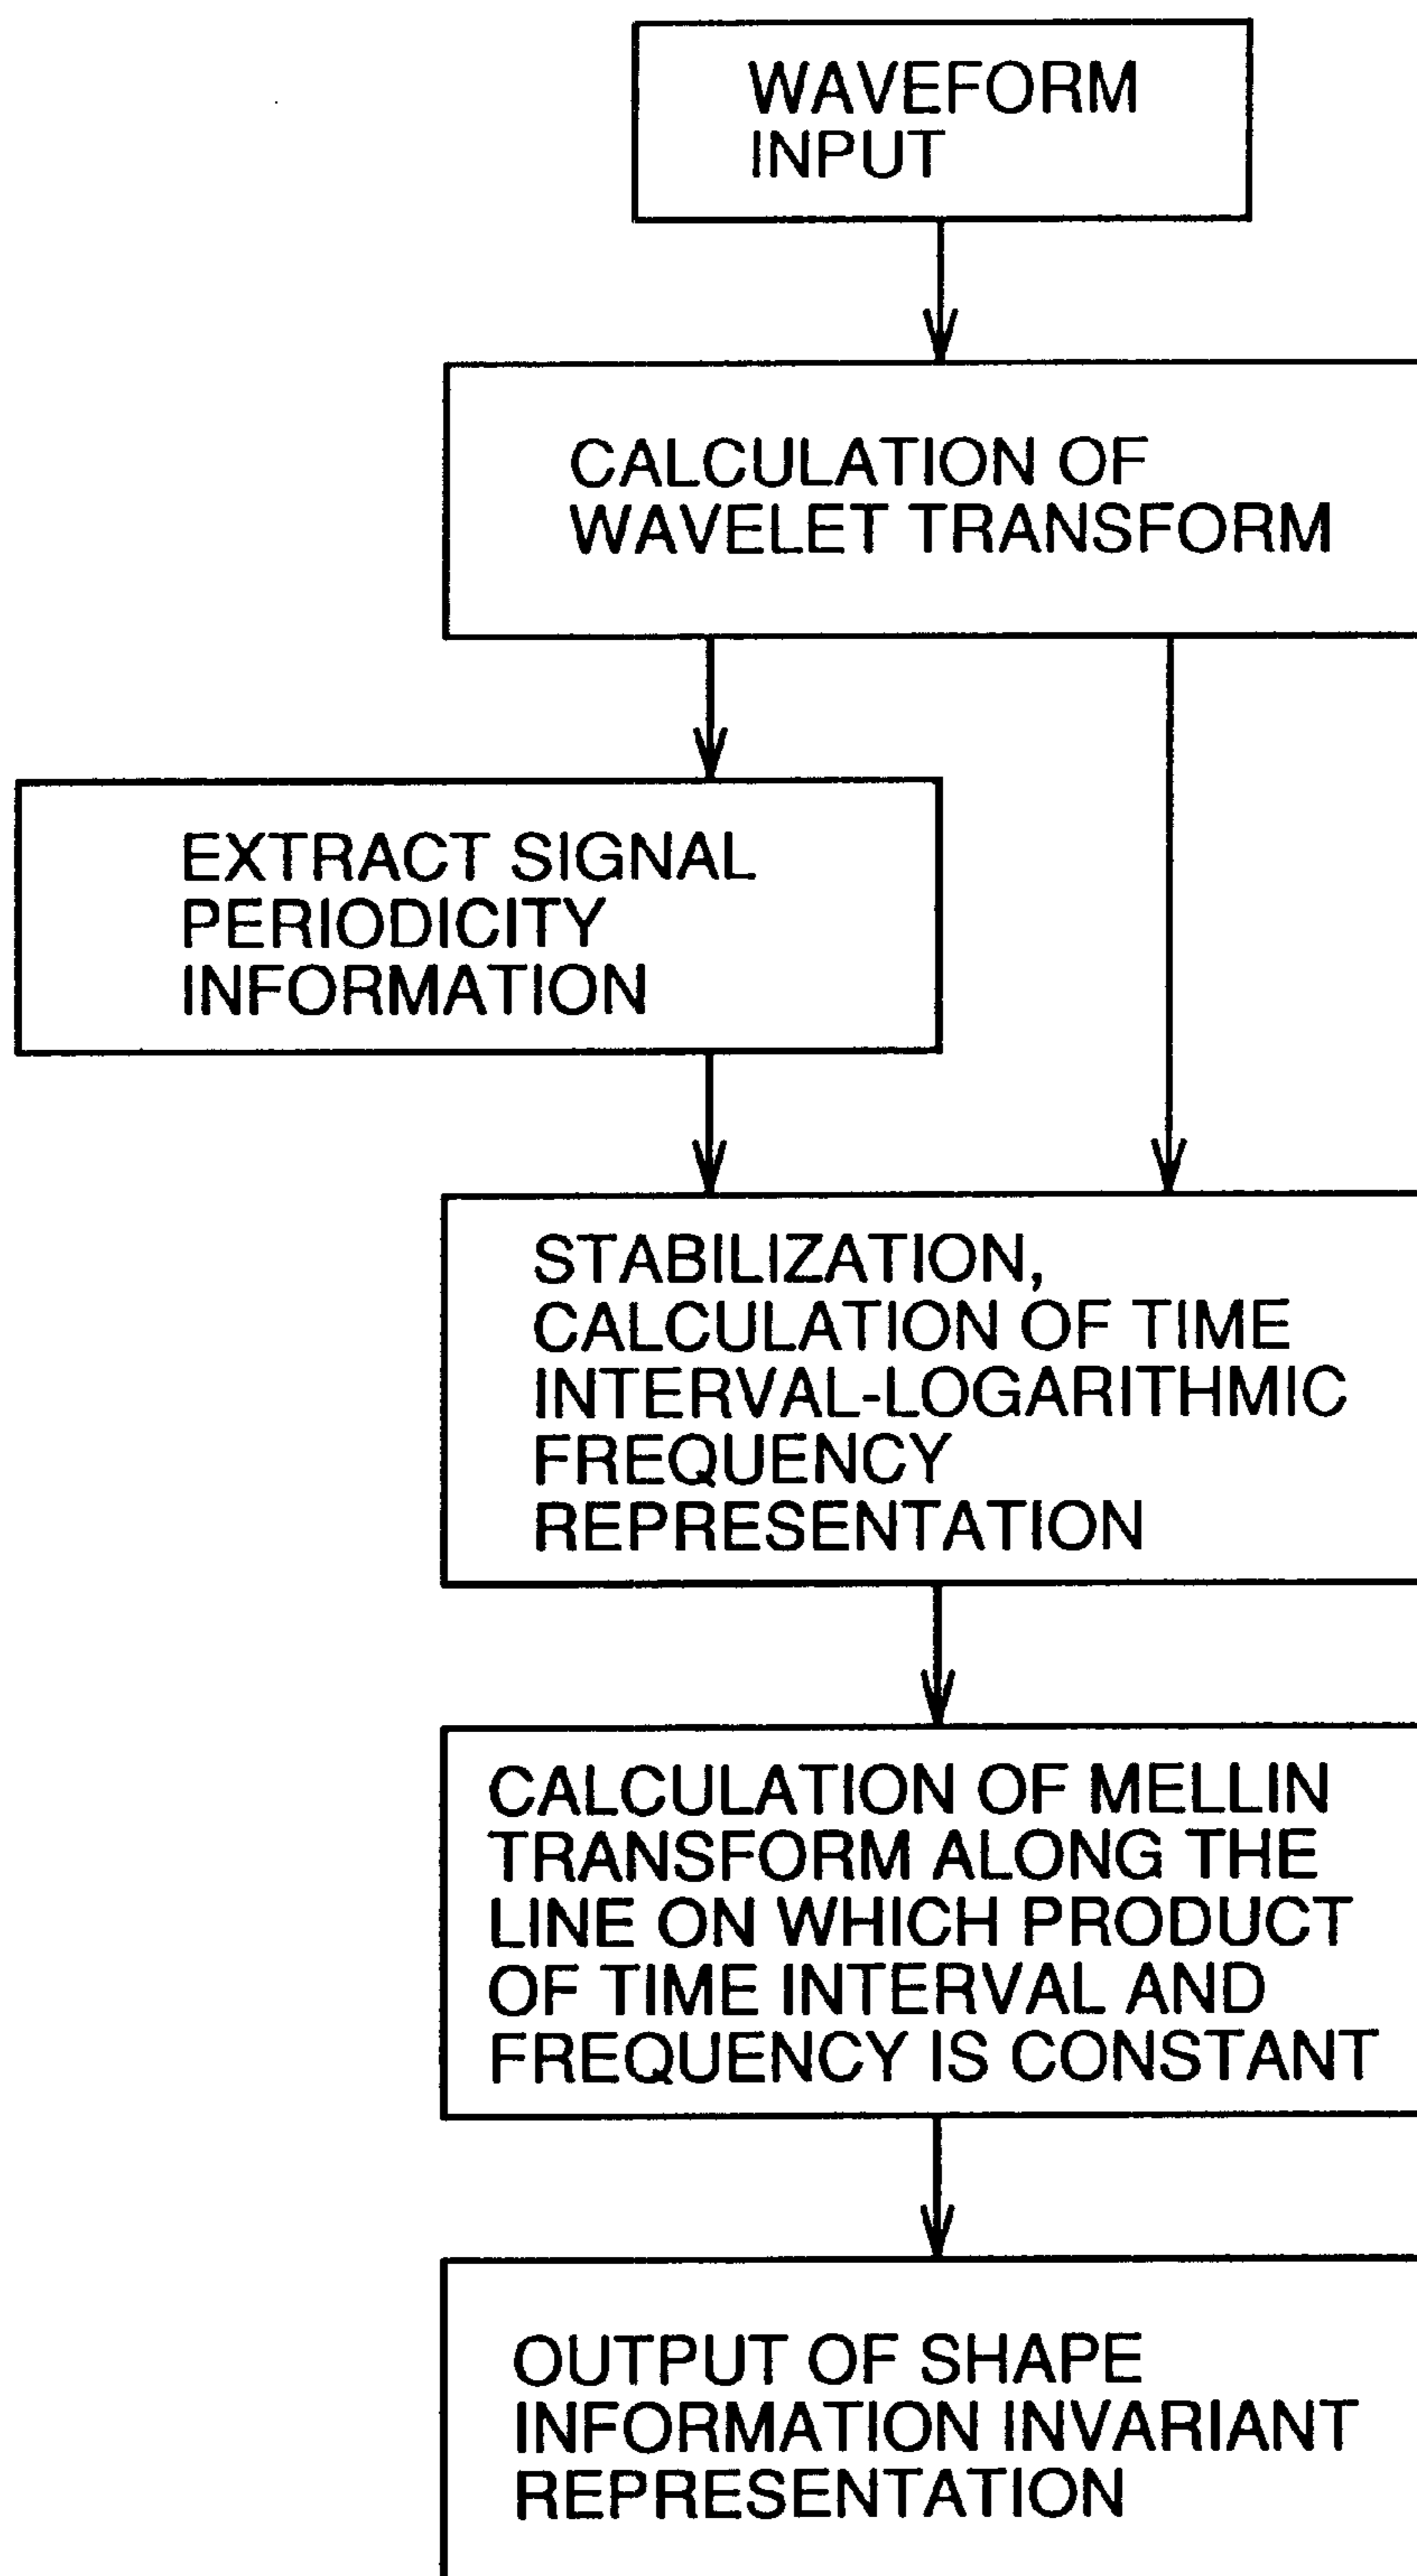 WAVEFORM
INPUT
CALCULATION OF
WAVELET TRANSFORM
EXTRACT SIGNAL
PERIODICITY
INFORMATION
STABILIZATION,
CALCULATION OF TIME
INTERVAL-LOGARITHMIC
FREQUENCY
REPRESENTATION
CALCULATION OF MELLIN
TRANSFORM ALONG THE
LINE ON WHICH PRODUCT
OF TIME INTERVAL AND
FREQUENCY IS CONSTANT
OUTPUT OF SHAPE
INFORMATION INVARIANT
REPRESENTATION